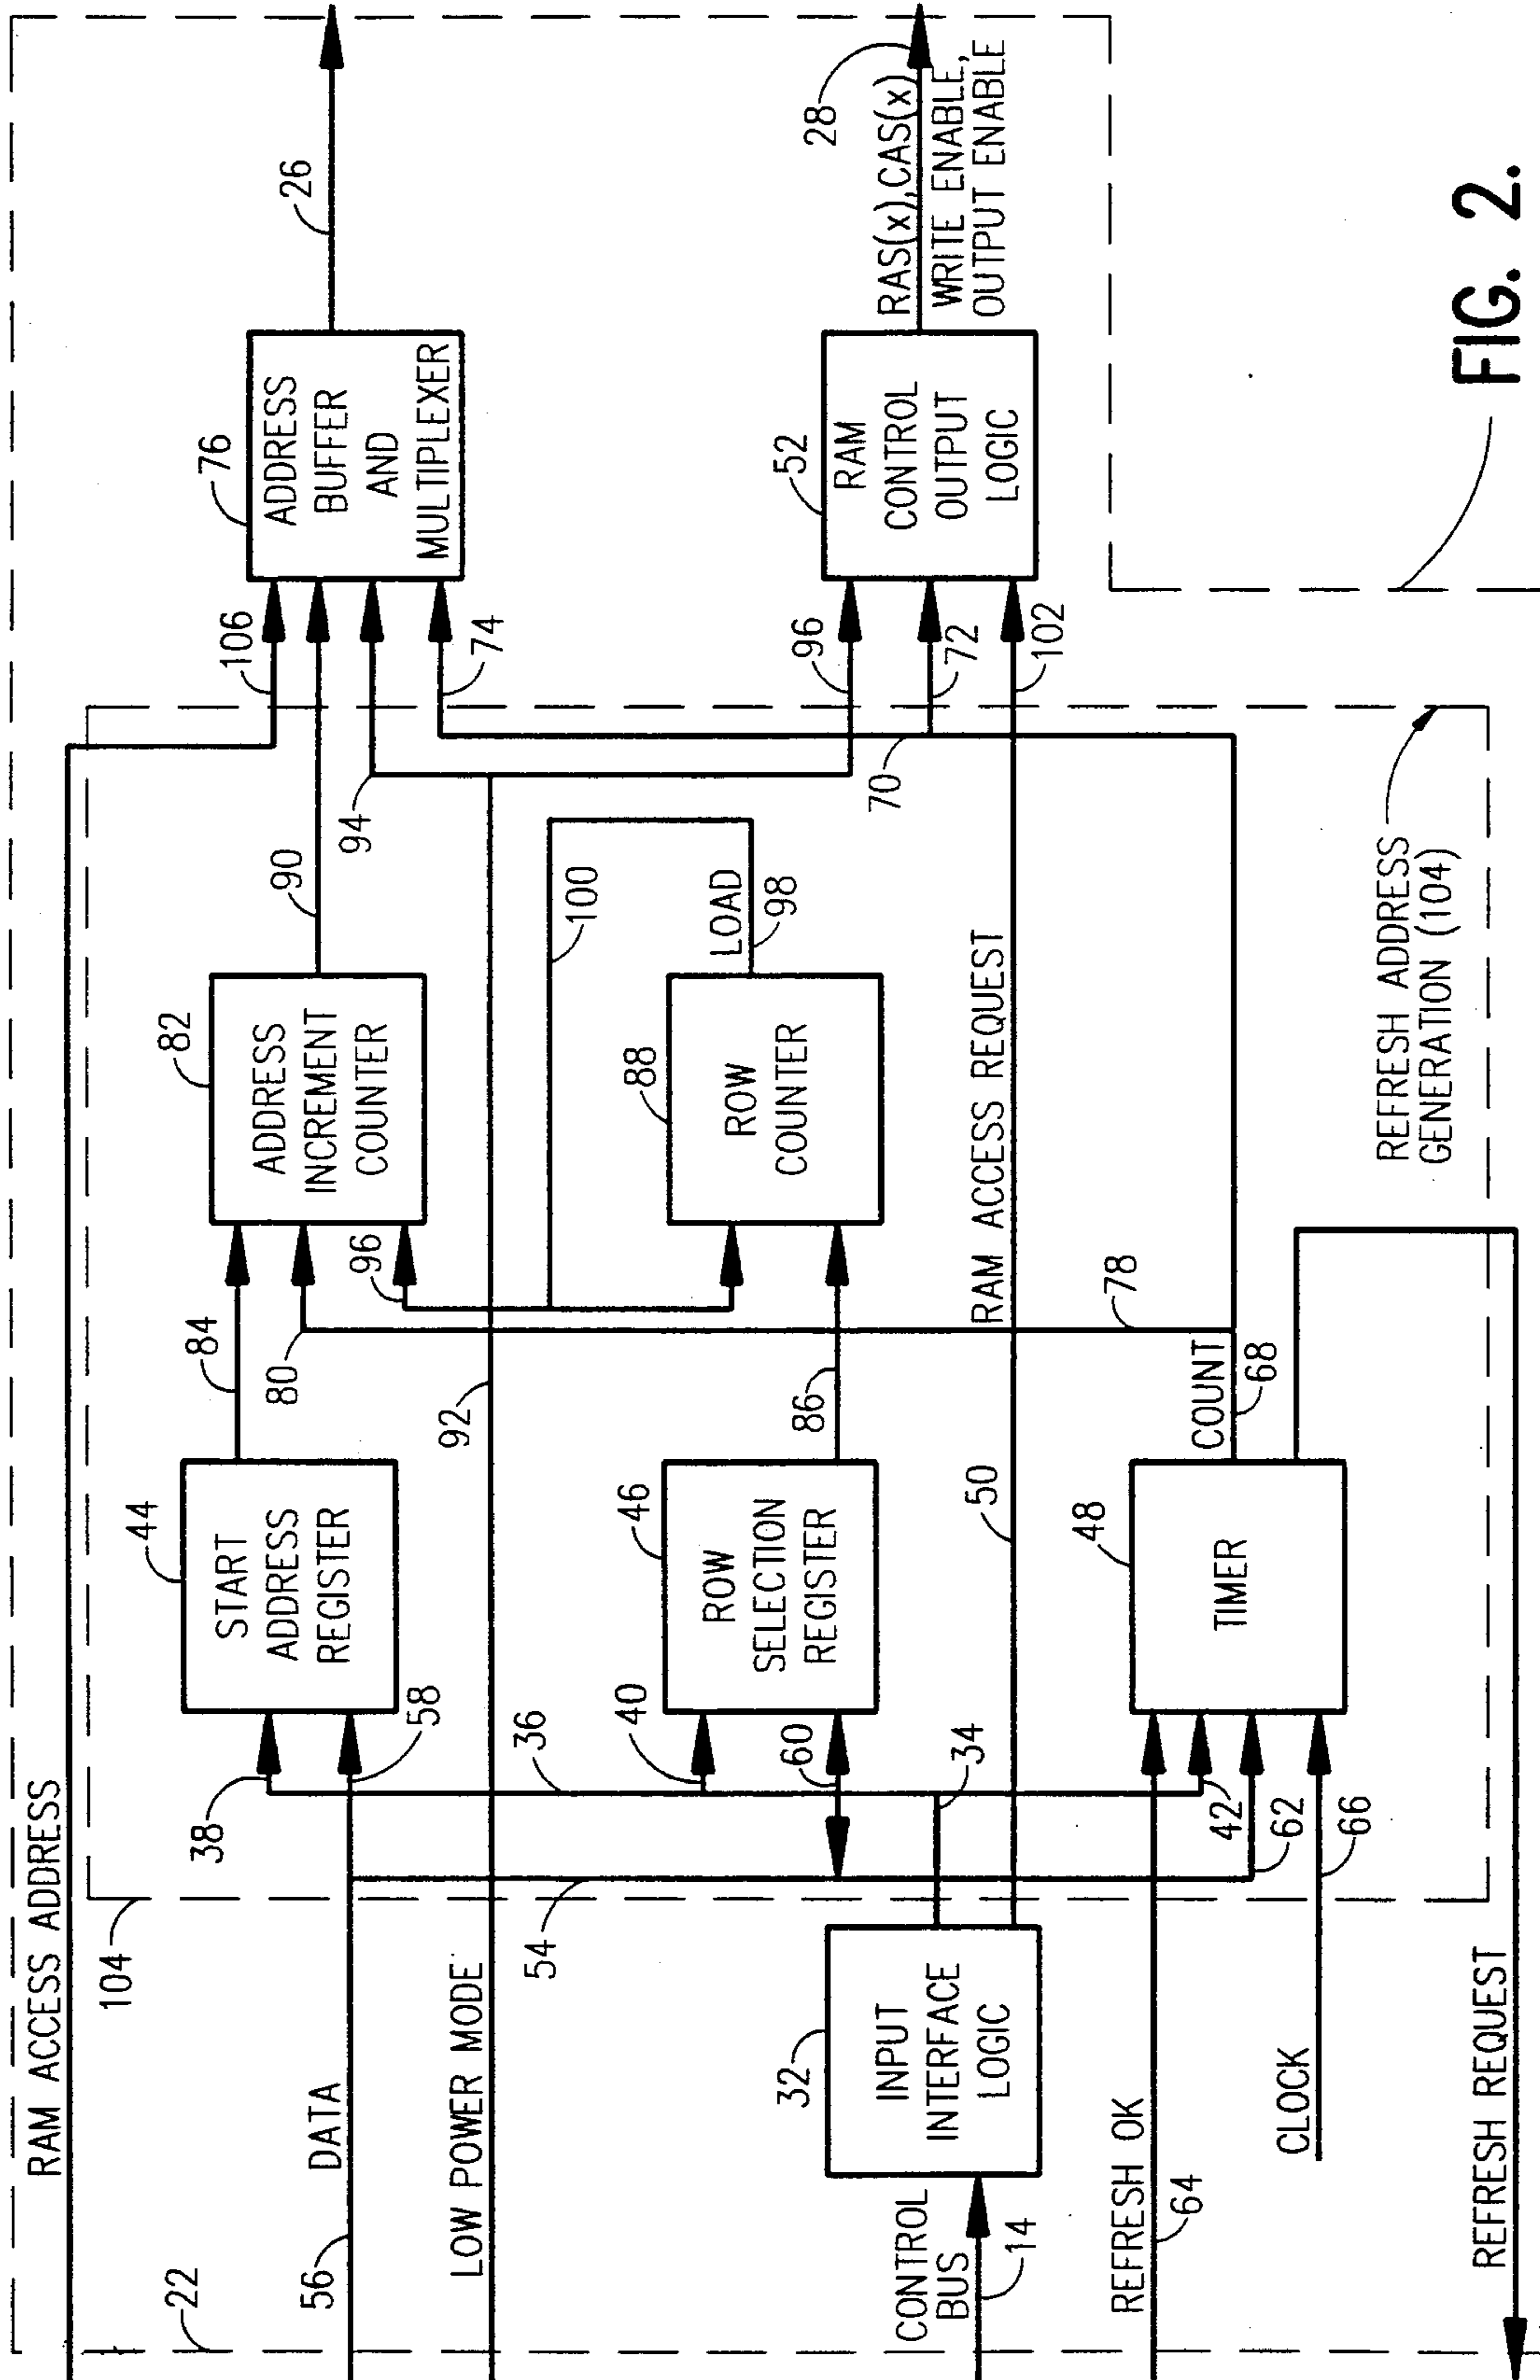 RAM ACCESS ADDRESS
22
104
56
DATA
LOW POWER MODE
54
CONTROL
BUS
14
32
INPUT
INTERFACE
LOGIC
REFRESH OK
64
CLOCK
REFRESH REQUEST
38
58
36
40
60
34
42
62
66
44
START
ADDRESS
REGISTER
46
ROW
SELECTION
REGISTER
50
48
TIMER
84
80
92
86
COUNT
68
78
96
82
ADDRESS
INCREMENT
COUNTER
88
ROW
COUNTER
RAM ACCESS REQUEST
90
94
100
LOAD
98
70
REFRESH ADDRESS
GENERATION (104)
106
74
96
72
102
76
ADDRESS
BUFFER
AND
MULTIPLEXER
52
RAM
CONTROL
OUTPUT
LOGIC
26
28
RAS(x),CAS(x)
WRITE ENABLE,
OUTPUT ENABLE
FIG. 2.